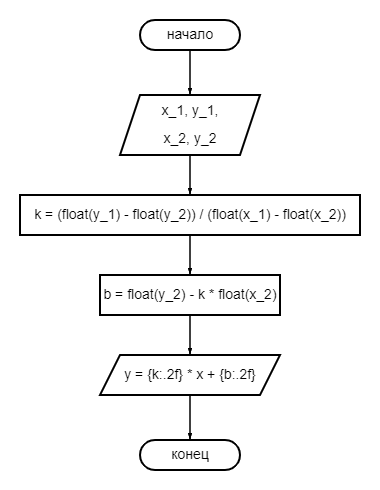 начало
x_1, y_1,
x_2, y_2
k = (float(y_1) - float(y_2)) / (float(x_1) - float(x_2))
b = float(y_2) - k * float(x_2)
y = {k:.2f} * x + {b:.2f}
конец